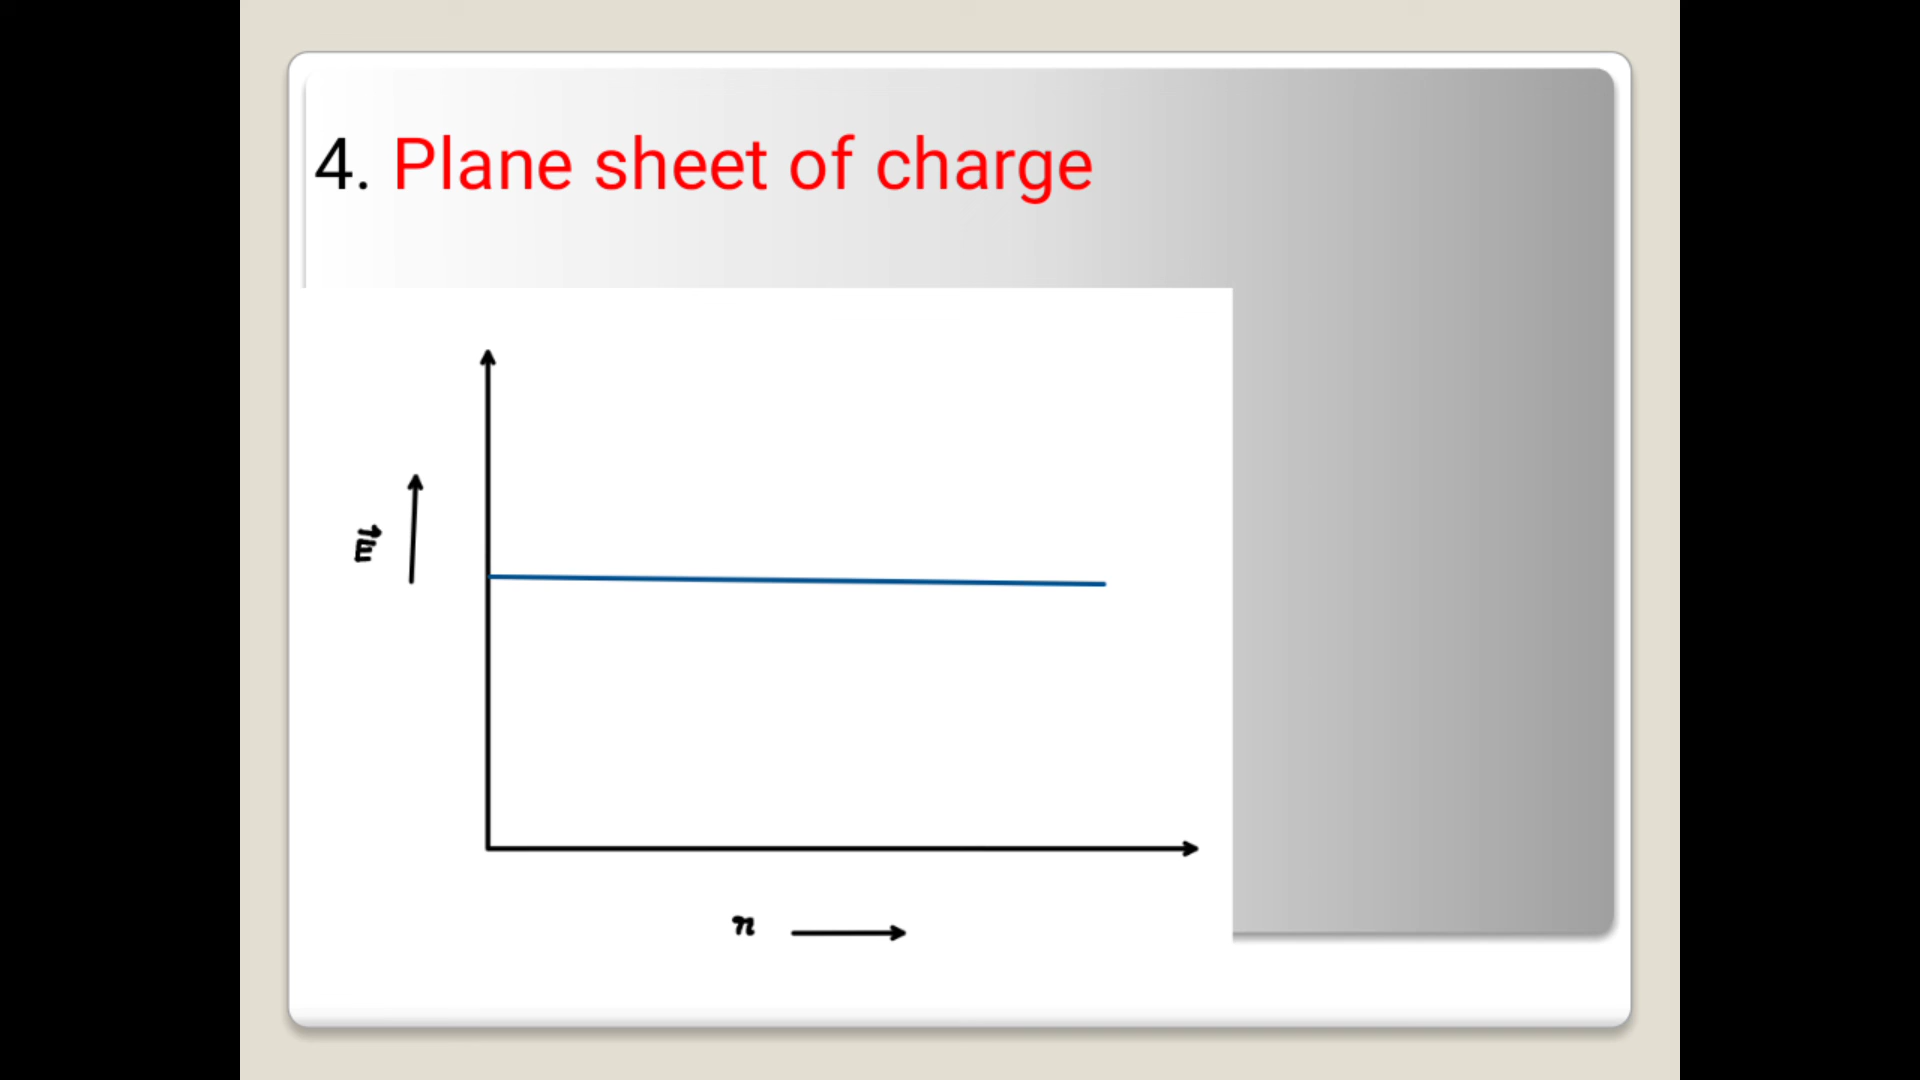 4. Plane sheet of charge
E⃗
n